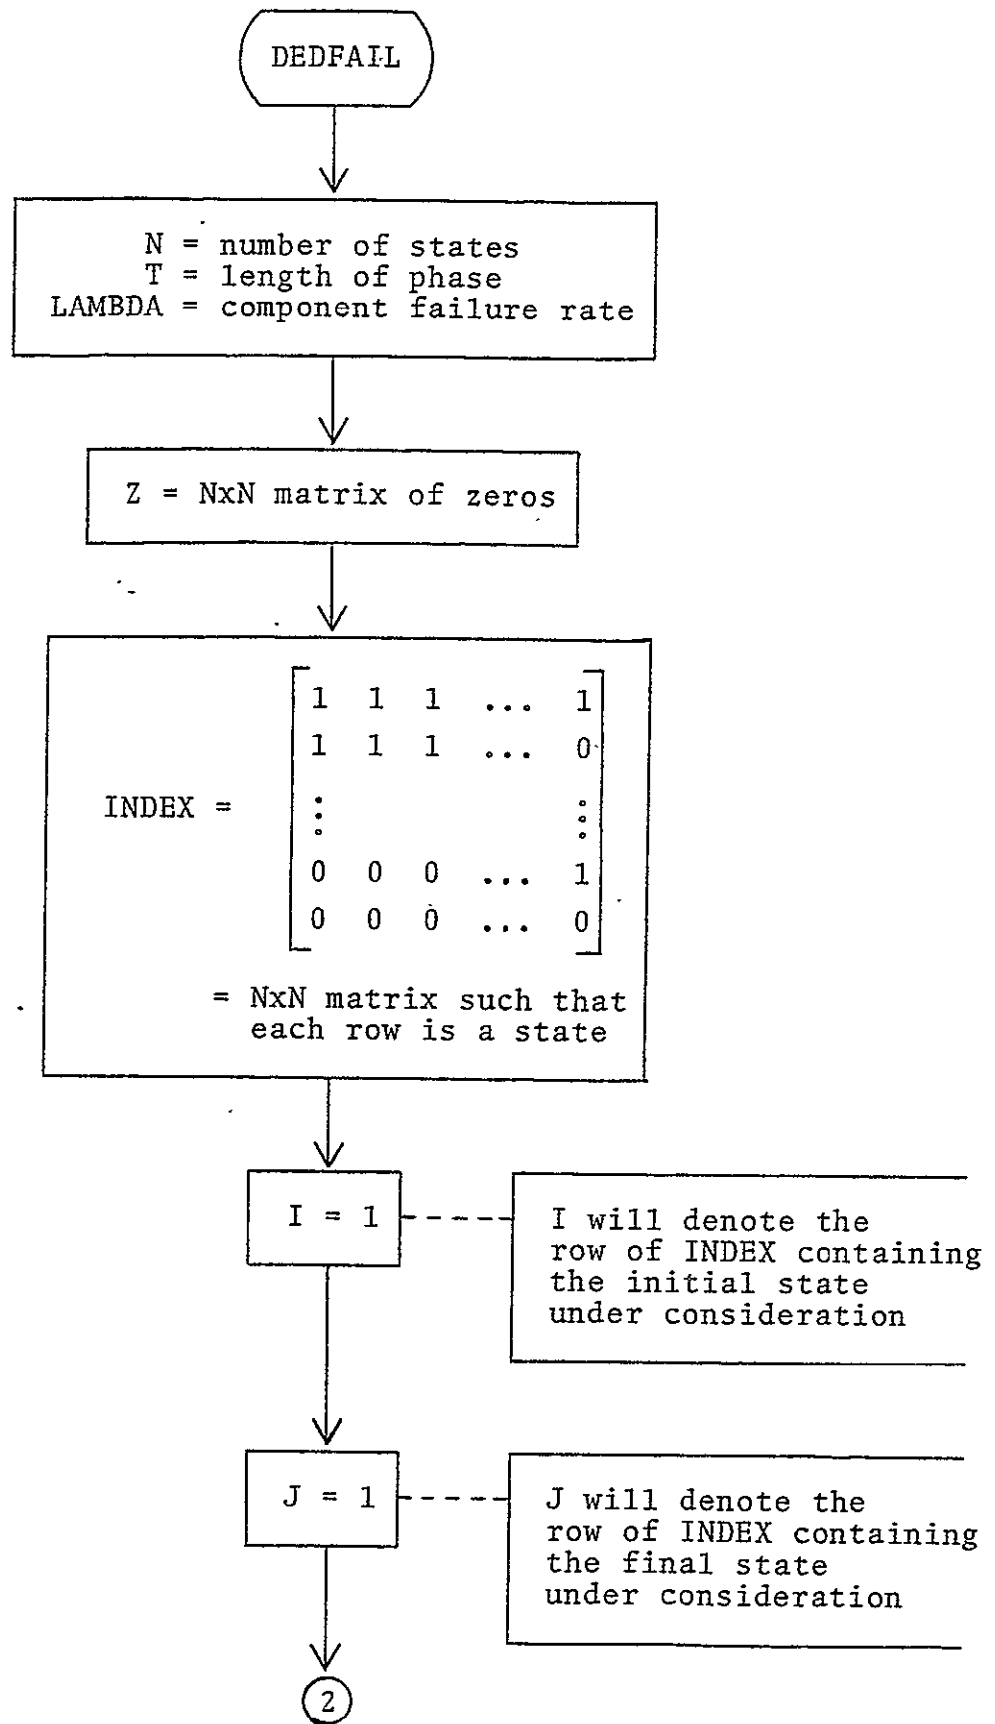 DEDFAIL
N = number of states
T = length of phase
LAMBDA = component failure rate
Z = NxN matrix of zeros
1 1 1 ... 1
1 1 1 ... 0
INDEX = ⋮ ⋮
0 0 0 ... 1
0 0 0 ... 0
= NxN matrix such that
each row is a state
I = 1
I will denote the
row of INDEX containing
the initial state
under consideration
J = 1
J will denote the
row of INDEX containing
the final state
under consideration
2